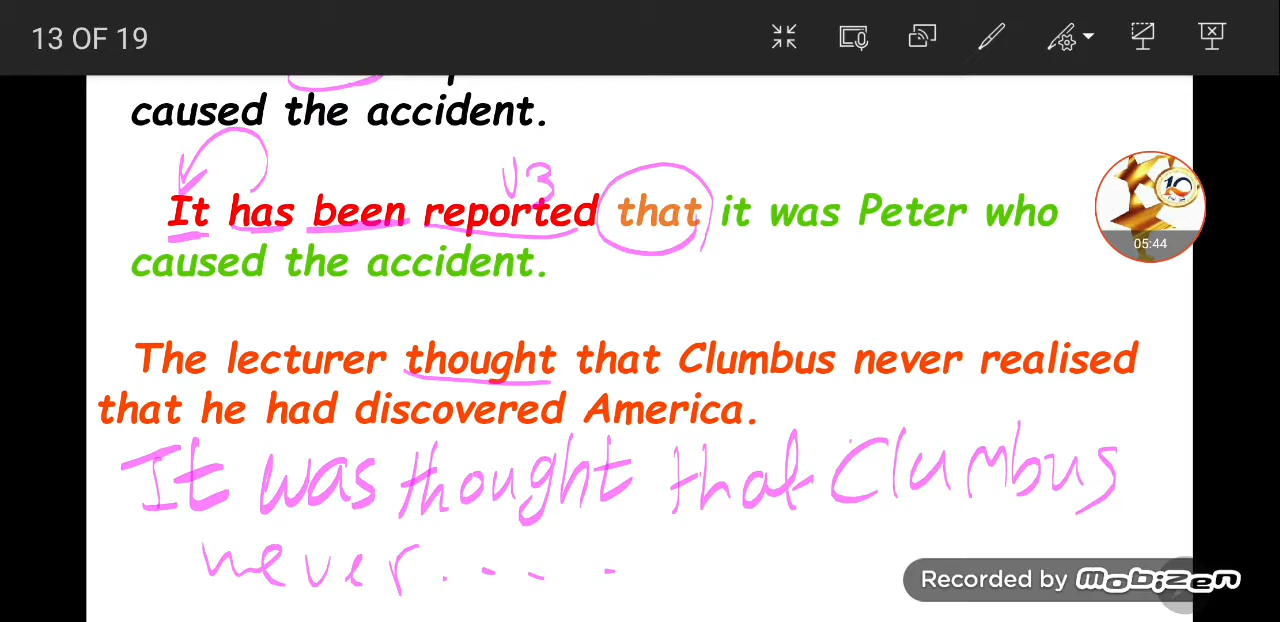 13 OF 19
caused the accident.
V3
It has been reported that it was Peter who
caused the accident.
10
05:44
The lecturer thought that Clumbus never realised
that he had discovered America.
It was thought that Clumbus
never.....
Recorded by Mobizen